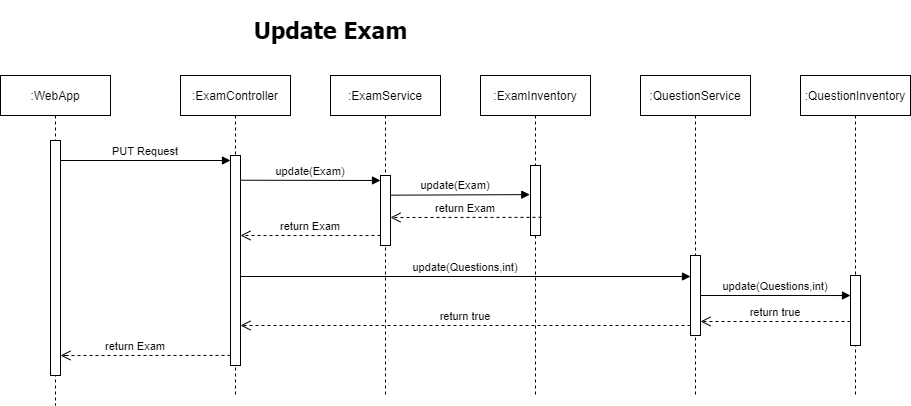 Update Exam
:WebApp
:ExamController
:ExamService
:ExamInventory
:QuestionService
:QuestionInventory
PUT Request
update(Exam)
update(Exam)
return Exam
return Exam
update(Questions,int)
update(Questions,int)
return true
return true
return Exam